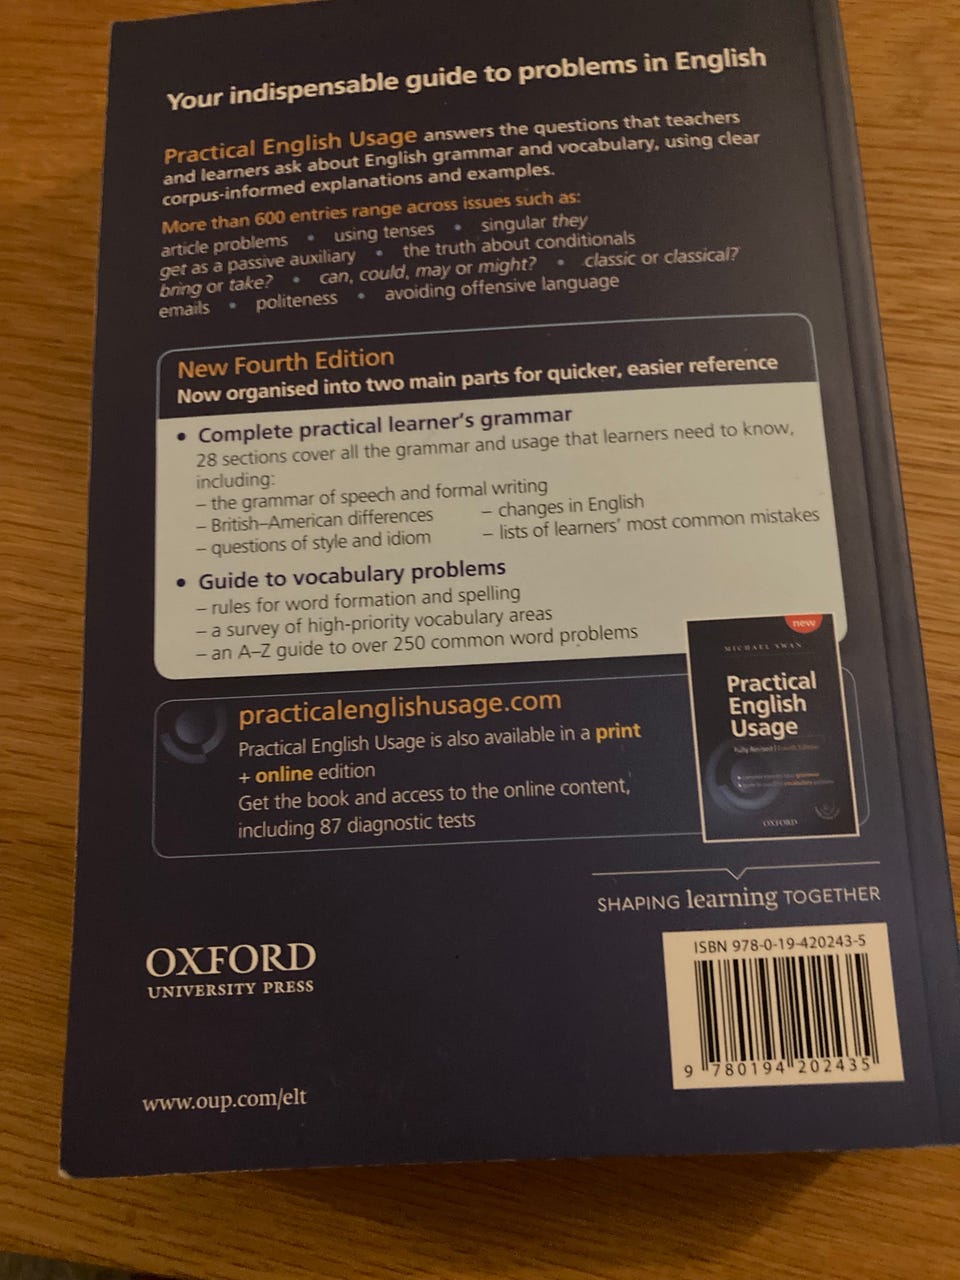 Your indispensable guide to problems in English
Practical English Usage answers the questions that teachers
and learners ask about English grammar and vocabulary, using clear
corpus-informed explanations and examples.
More than 600 entries range across issues such as:
article problems • using tenses • singular they
get as a passive auxiliary • the truth about conditionals
bring or take? • can, could, may or might? • classic or classical?
emails • politeness • avoiding offensive language
New Fourth Edition
Now organised into two main parts for quicker, easier reference
• Complete practical learner's grammar
28 sections cover all the grammar and usage that learners need to know,
including:
– the grammar of speech and formal writing
– British–American differences – changes in English
– questions of style and idiom – lists of learners' most common mistakes
• Guide to vocabulary problems
– rules for word formation and spelling
– a survey of high-priority vocabulary areas
– an A–Z guide to over 250 common word problems
practicalenglishusage.com
Practical English Usage is also available in a print
+ online edition
Get the book and access to the online content,
including 87 diagnostic tests
new
MICHAEL SWAN
Practical
English
Usage
Fully Revised | Fourth Edition
OXFORD
SHAPING learning TOGETHER
OXFORD
UNIVERSITY PRESS
ISBN 978-0-19-420243-5
9 780194 202435
www.oup.com/elt